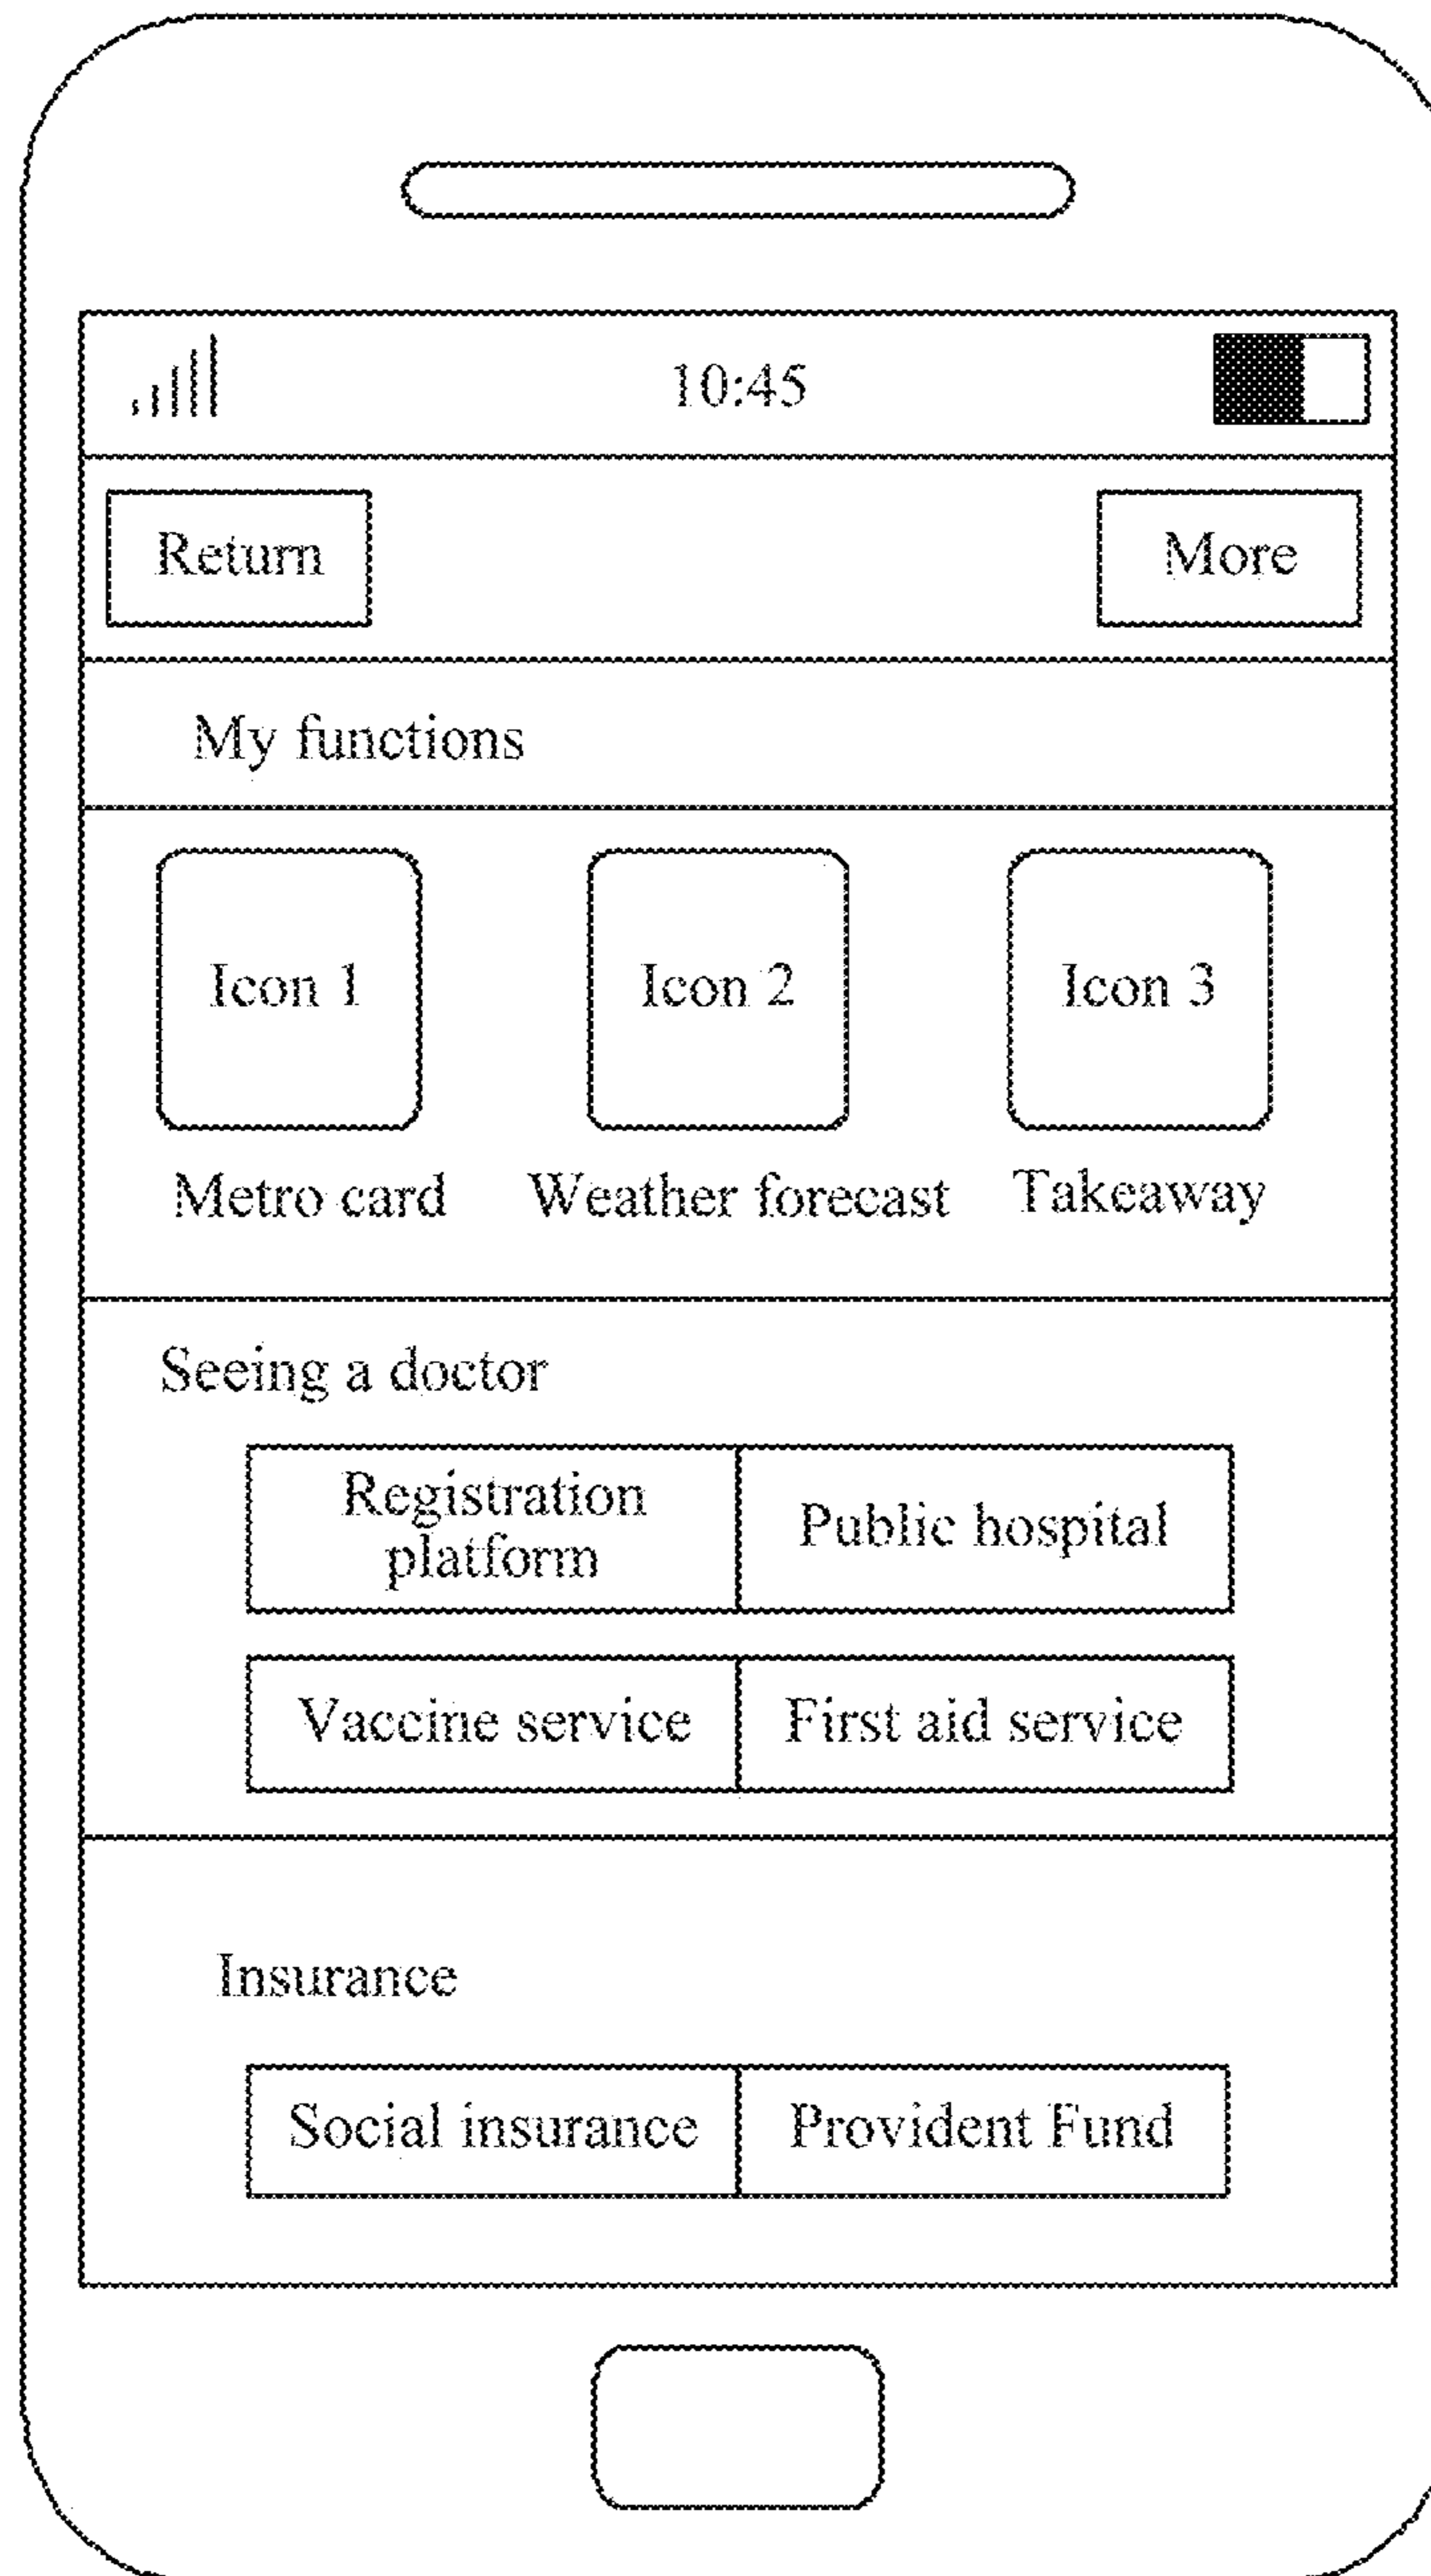 10:45
Return
More
My functions
Icon 1
Icon 2
Icon 3
Metro card
Weather forecast
Takeaway
Seeing a doctor
Registration
platform
Public hospital
Vaccine service
First aid service
Insurance
Social insurance
Provident Fund